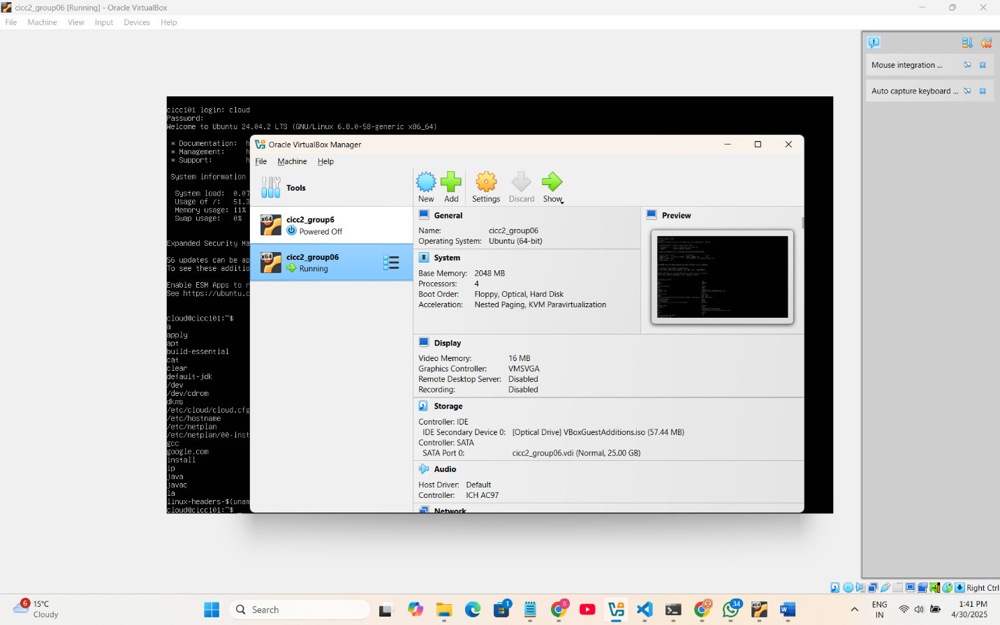 cicc2_group06 [Running] - Oracle VirtualBox
File Machine View Input Devices Help
Mouse integration ...
Auto capture keyboard ...
cicc101 login: cloud
Password:
Welcome to Ubuntu 24.04.2 LTS (GNU/Linux 6.8.0-58-generic x86_64)
* Documentation: h
* Management: h
* Support: h
System information
System load: 0.07
Usage of /: 51.3
Memory usage: 11%
Swap usage: 0%
Expanded Security Ma
56 updates can be ap
To see these additio
Enable ESM Apps to r
See https://ubuntu.c
cloud@cicc101:~$
a
apply
apt
build-essential
cat
clear
default-jdk
/dev
/dev/cdrom
dkms
/etc/cloud/cloud.cfg
/etc/hostname
/etc/netplan
/etc/netplan/00-inst
gcc
google.com
install
ip
java
javac
la
linux-headers-$(unam
cloud@cicc101:~$
Oracle VirtualBox Manager
File Machine Help
Tools
New Add Settings Discard Show
x64
cicc2_group6
Powered Off
x64
cicc2_group06
Running
General
Name: cicc2_group06
Operating System: Ubuntu (64-bit)
System
Base Memory: 2048 MB
Processors: 4
Boot Order: Floppy, Optical, Hard Disk
Acceleration: Nested Paging, KVM Paravirtualization
Preview
Display
Video Memory: 16 MB
Graphics Controller: VMSVGA
Remote Desktop Server: Disabled
Recording: Disabled
Storage
Controller: IDE
IDE Secondary Device 0: [Optical Drive] VBoxGuestAdditions.iso (57.44 MB)
Controller: SATA
SATA Port 0: cicc2_group06.vdi (Normal, 25.00 GB)
Audio
Host Driver: Default
Controller: ICH AC97
Network
Right Ctrl
6
15°C
Cloudy
Search
1
S
34
x64
W
ENG
IN
1:41 PM
4/30/2025